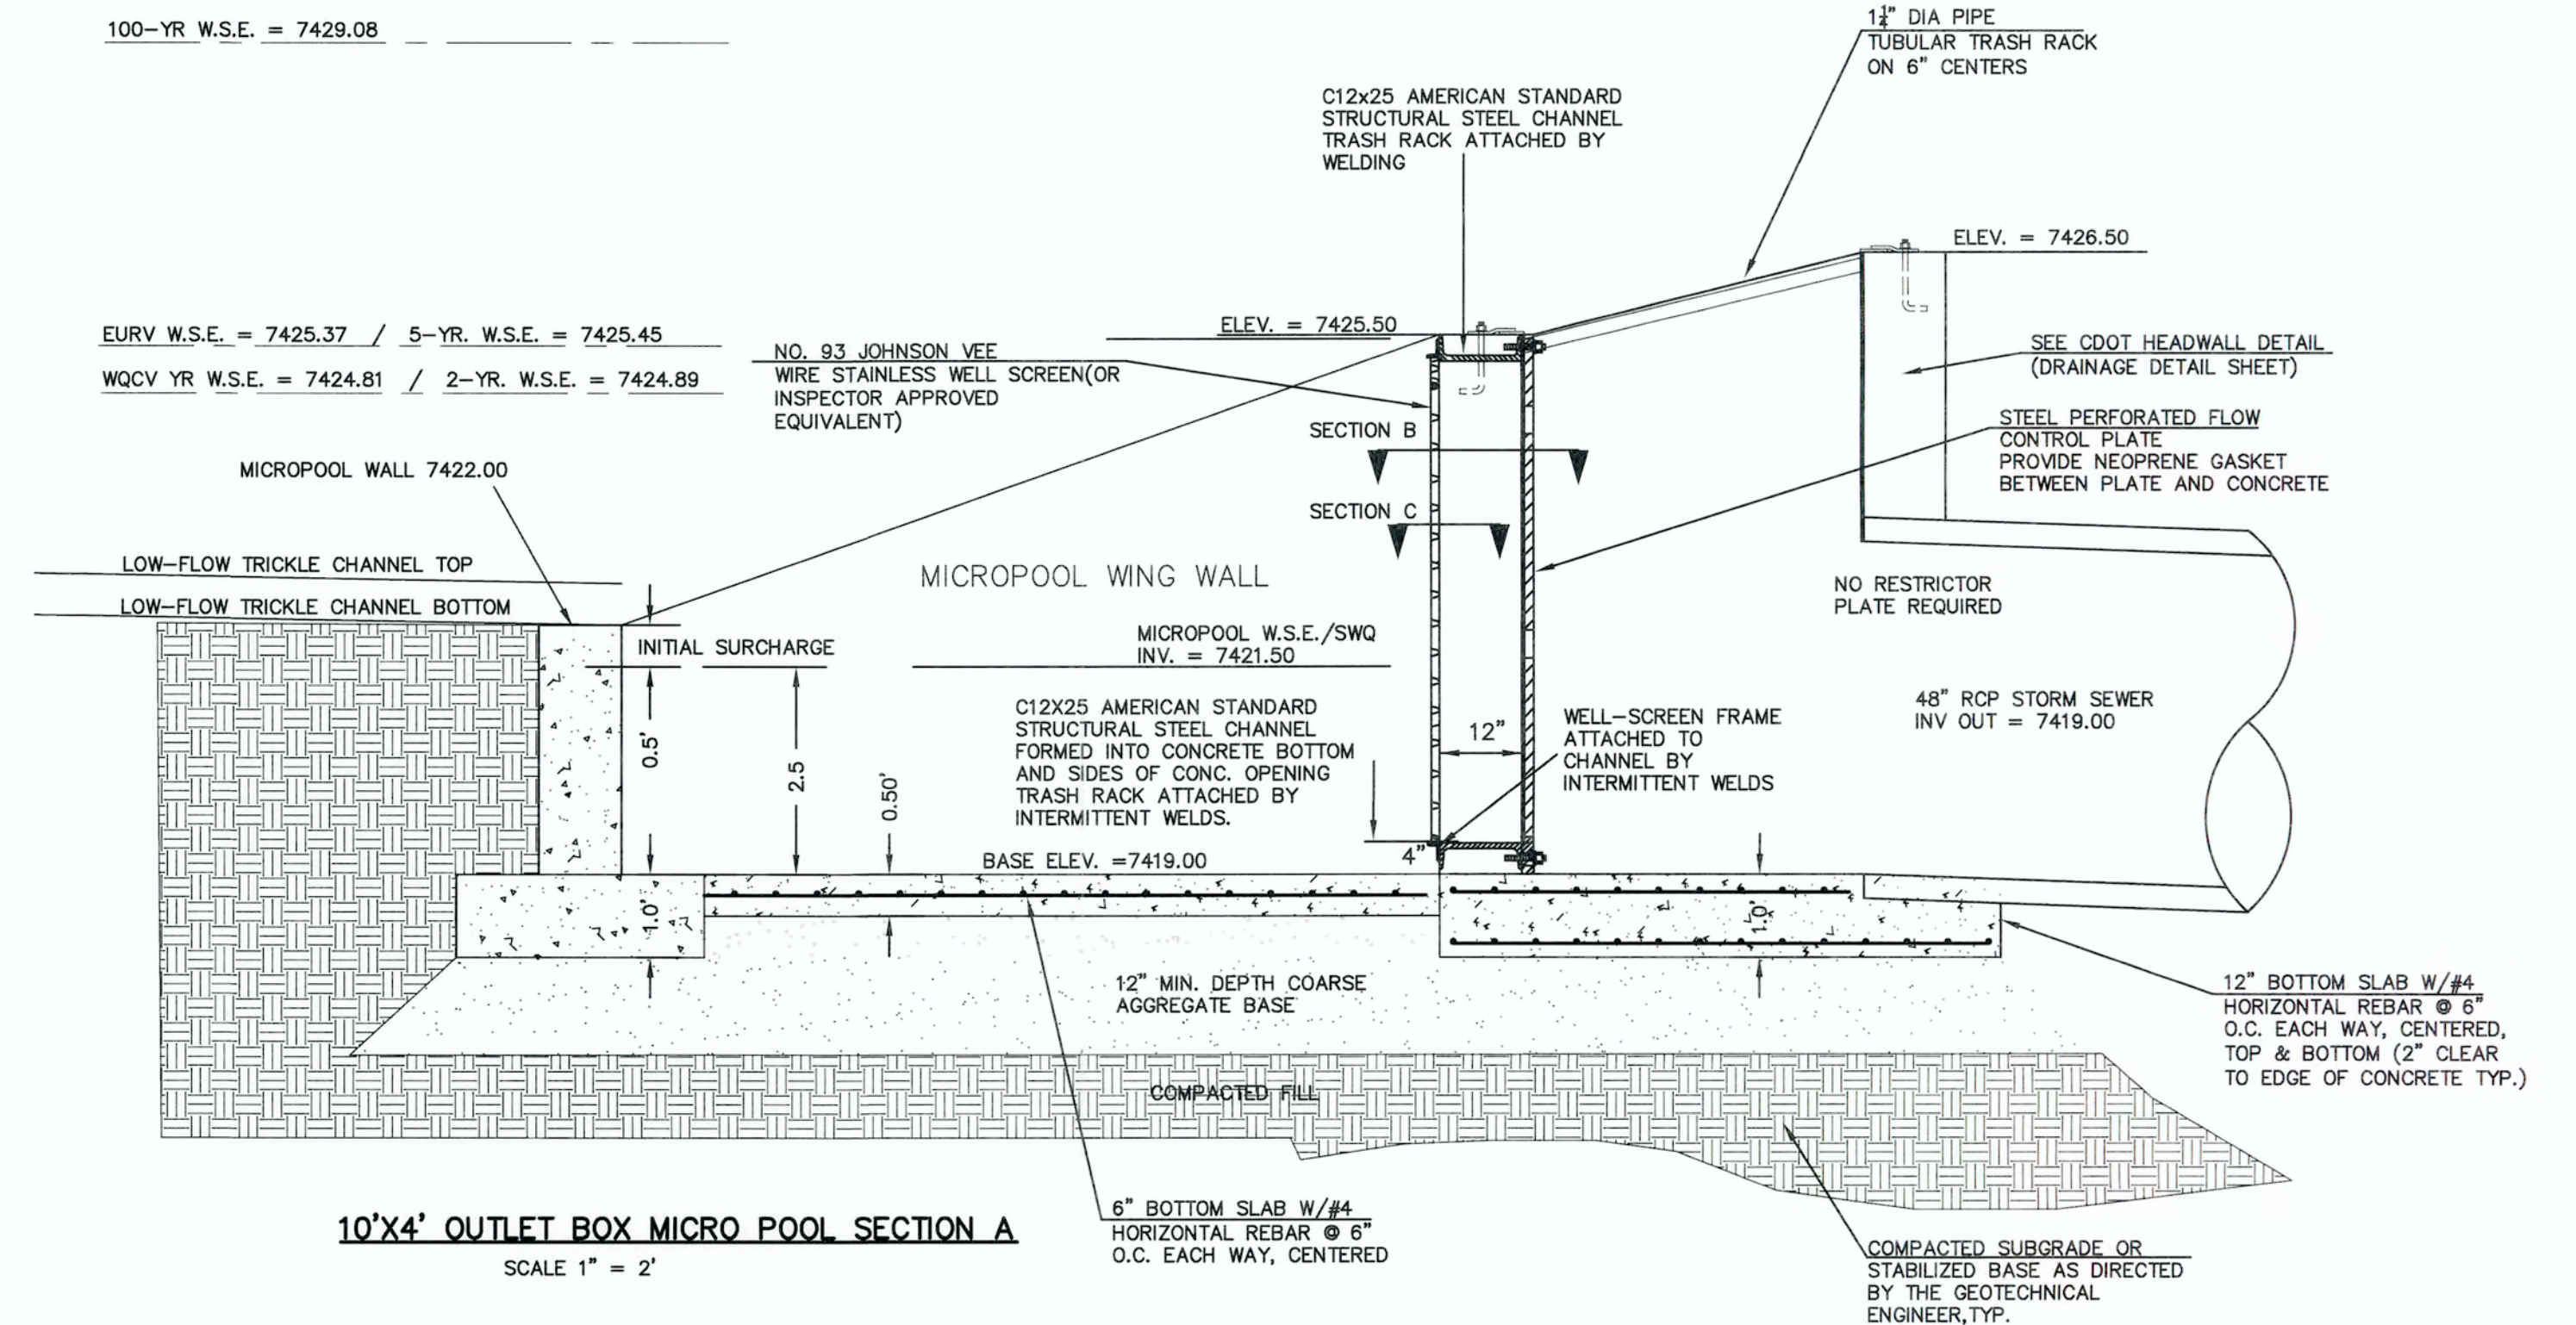 100-YR W.S.E. = 7429.08
1¼" DIA PIPE
TUBULAR TRASH RACK
ON 6" CENTERS
C12x25 AMERICAN STANDARD
STRUCTURAL STEEL CHANNEL
TRASH RACK ATTACHED BY
WELDING
ELEV. = 7426.50
ELEV. = 7425.50
EURV W.S.E. = 7425.37 / 5-YR. W.S.E. = 7425.45
WQCV YR W.S.E. = 7424.81 / 2-YR. W.S.E. = 7424.89
NO. 93 JOHNSON VEE
WIRE STAINLESS WELL SCREEN(OR
INSPECTOR APPROVED
EQUIVALENT)
SEE CDOT HEADWALL DETAIL
(DRAINAGE DETAIL SHEET)
STEEL PERFORATED FLOW
CONTROL PLATE
PROVIDE NEOPRENE GASKET
BETWEEN PLATE AND CONCRETE
SECTION B
SECTION C
MICROPOOL WALL 7422.00
LOW-FLOW TRICKLE CHANNEL TOP
LOW-FLOW TRICKLE CHANNEL BOTTOM
MICROPOOL WING WALL
NO RESTRICTOR
PLATE REQUIRED
INITIAL SURCHARGE
MICROPOOL W.S.E./SWQ
INV. = 7421.50
C12X25 AMERICAN STANDARD
STRUCTURAL STEEL CHANNEL
FORMED INTO CONCRETE BOTTOM
AND SIDES OF CONC. OPENING
TRASH RACK ATTACHED BY
INTERMITTENT WELDS.
WELL-SCREEN FRAME
ATTACHED TO
CHANNEL BY
INTERMITTENT WELDS
48" RCP STORM SEWER
INV OUT = 7419.00
12"
0.5'
2.5
0.50'
4"
BASE ELEV. =7419.00
1.0'
1.0'
12" MIN. DEPTH COARSE
AGGREGATE BASE
12" BOTTOM SLAB W/#4
HORIZONTAL REBAR @ 6"
O.C. EACH WAY, CENTERED,
TOP & BOTTOM (2" CLEAR
TO EDGE OF CONCRETE TYP.)
COMPACTED FILL
6" BOTTOM SLAB W/#4
HORIZONTAL REBAR @ 6"
O.C. EACH WAY, CENTERED
COMPACTED SUBGRADE OR
STABILIZED BASE AS DIRECTED
BY THE GEOTECHNICAL
ENGINEER,TYP.
10'X4' OUTLET BOX MICRO POOL SECTION A
SCALE 1" = 2'